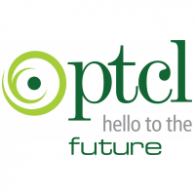 ptcl
hello to the
future